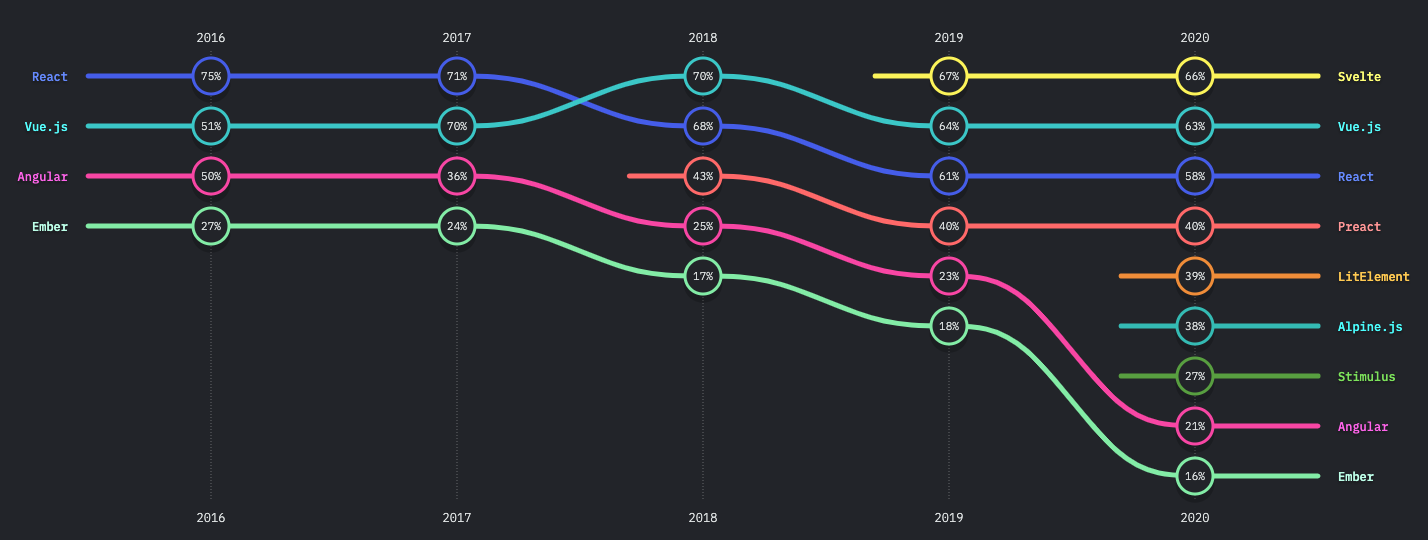 2016 2017 2018 2019 2020
React 75% 71% 70% 67% 66% Svelte
Vue.js 51% 70% 68% 64% 63% Vue.js
Angular 50% 36% 43% 61% 58% React
Ember 27% 24% 25% 40% 40% Preact
17% 23% 39% LitElement
18% 38% Alpine.js
27% Stimulus
21% Angular
16% Ember
2016 2017 2018 2019 2020